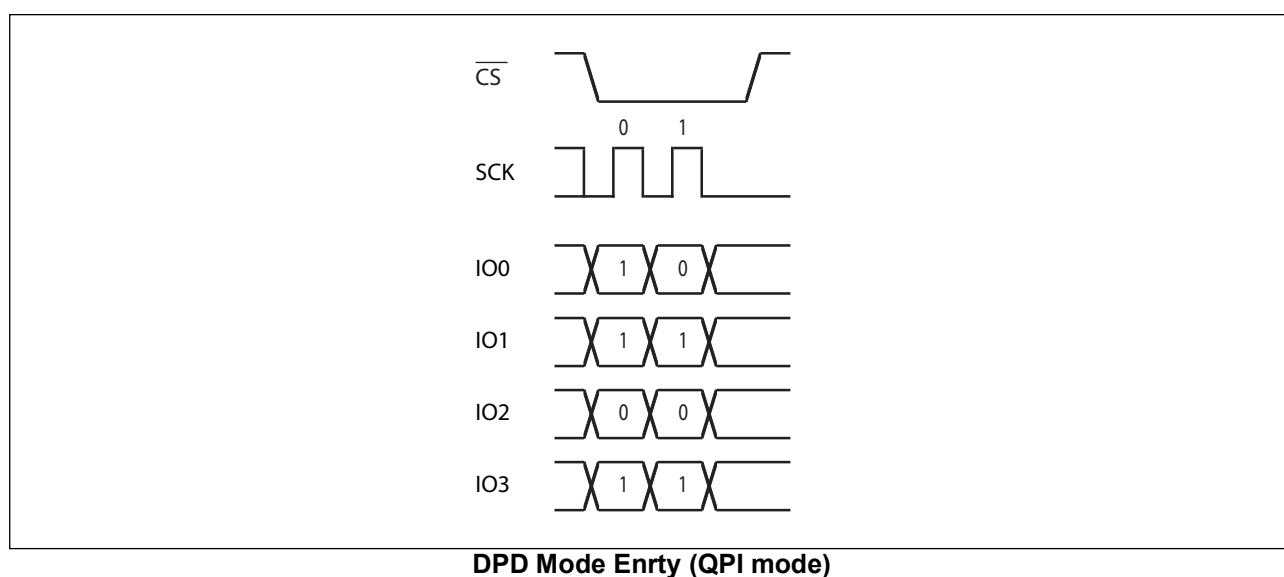 CS
0 1
SCK
IO0 1 0
IO1 1 1
IO2 0 0
IO3 1 1
DPD Mode Enrty (QPI mode)